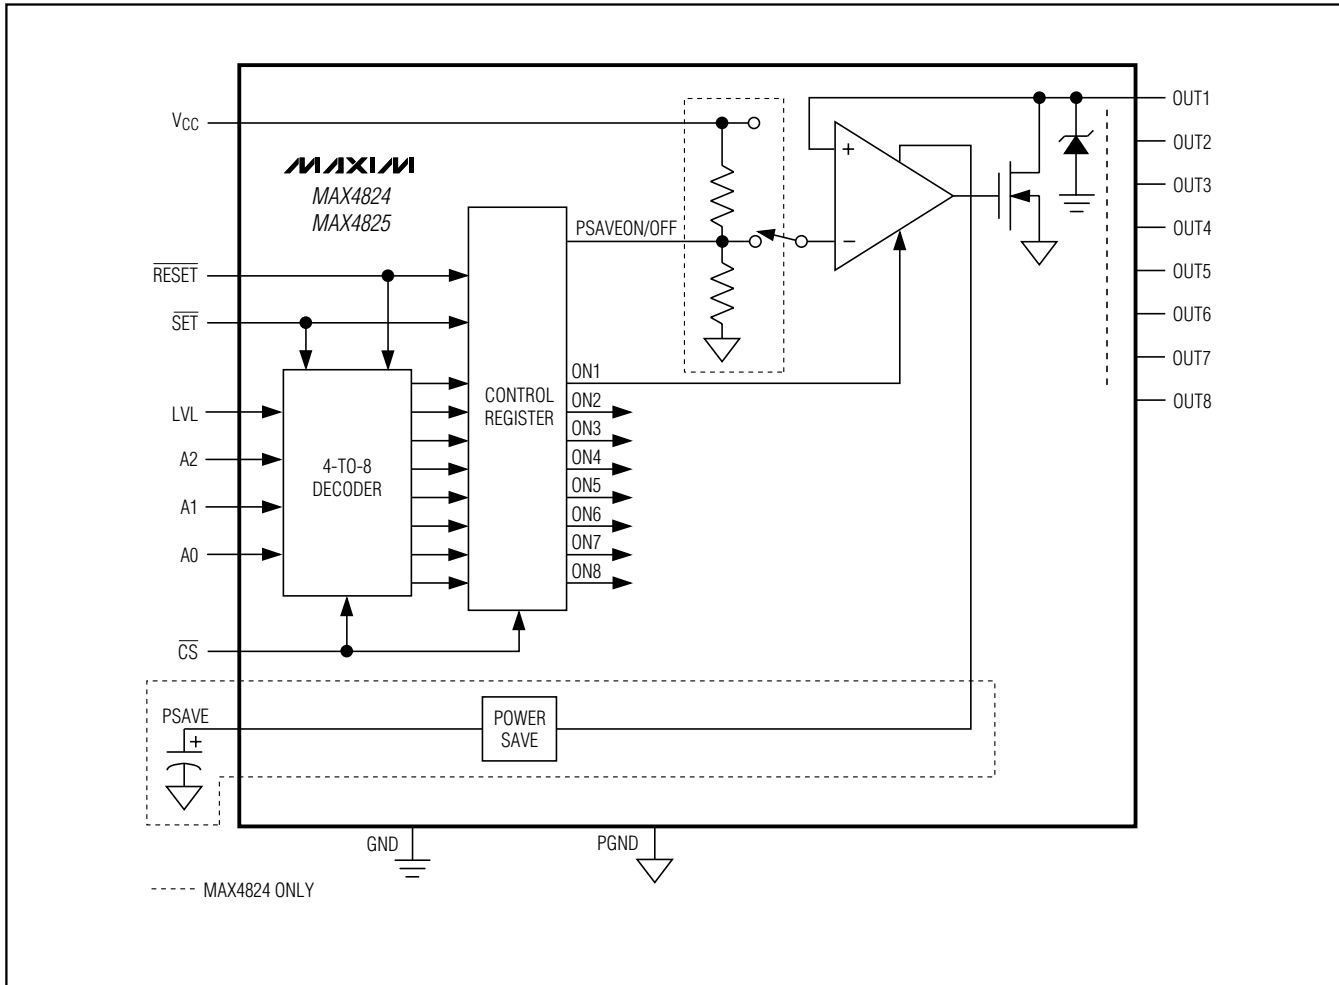 VCC
MAXIM
MAX4824
MAX4825
RESET
SET
LVL
A2
A1
A0
CS
4-TO-8
DECODER
CONTROL
REGISTER
PSAVEON/OFF
ON1
ON2
ON3
ON4
ON5
ON6
ON7
ON8
+
−
OUT1
OUT2
OUT3
OUT4
OUT5
OUT6
OUT7
OUT8
PSAVE
+
POWER
SAVE
GND
PGND
MAX4824 ONLY